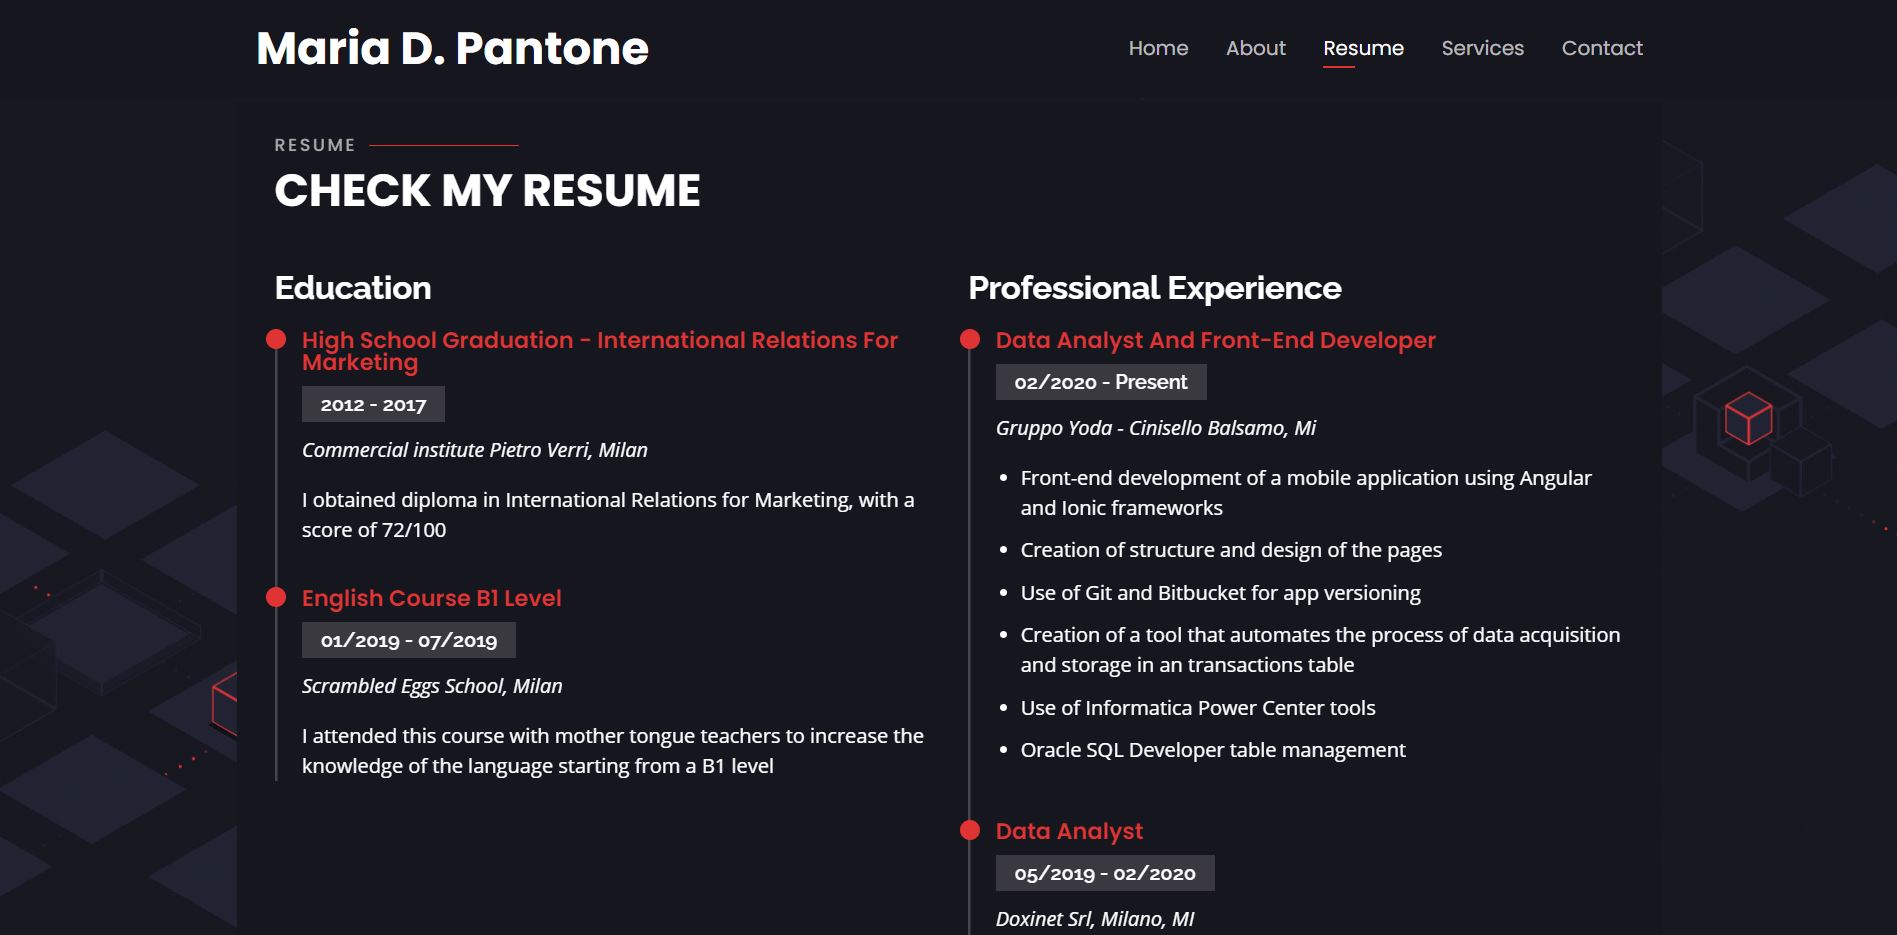 Maria D. Pantone
Home
About
Resume
Services
Contact
RESUME
CHECK MY RESUME
Education
High School Graduation - International Relations For
Marketing
2012 - 2017
Commercial institute Pietro Verri, Milan
I obtained diploma in International Relations for Marketing, with a
score of 72/100
English Course B1 Level
01/2019 - 07/2019
Scrambled Eggs School, Milan
I attended this course with mother tongue teachers to increase the
knowledge of the language starting from a B1 level
Professional Experience
Data Analyst And Front-End Developer
02/2020 - Present
Gruppo Yoda - Cinisello Balsamo, Mi
• Front-end development of a mobile application using Angular
and Ionic frameworks
• Creation of structure and design of the pages
• Use of Git and Bitbucket for app versioning
• Creation of a tool that automates the process of data acquisition
and storage in an transactions table
• Use of Informatica Power Center tools
• Oracle SQL Developer table management
Data Analyst
05/2019 - 02/2020
Doxinet Srl, Milano, MI